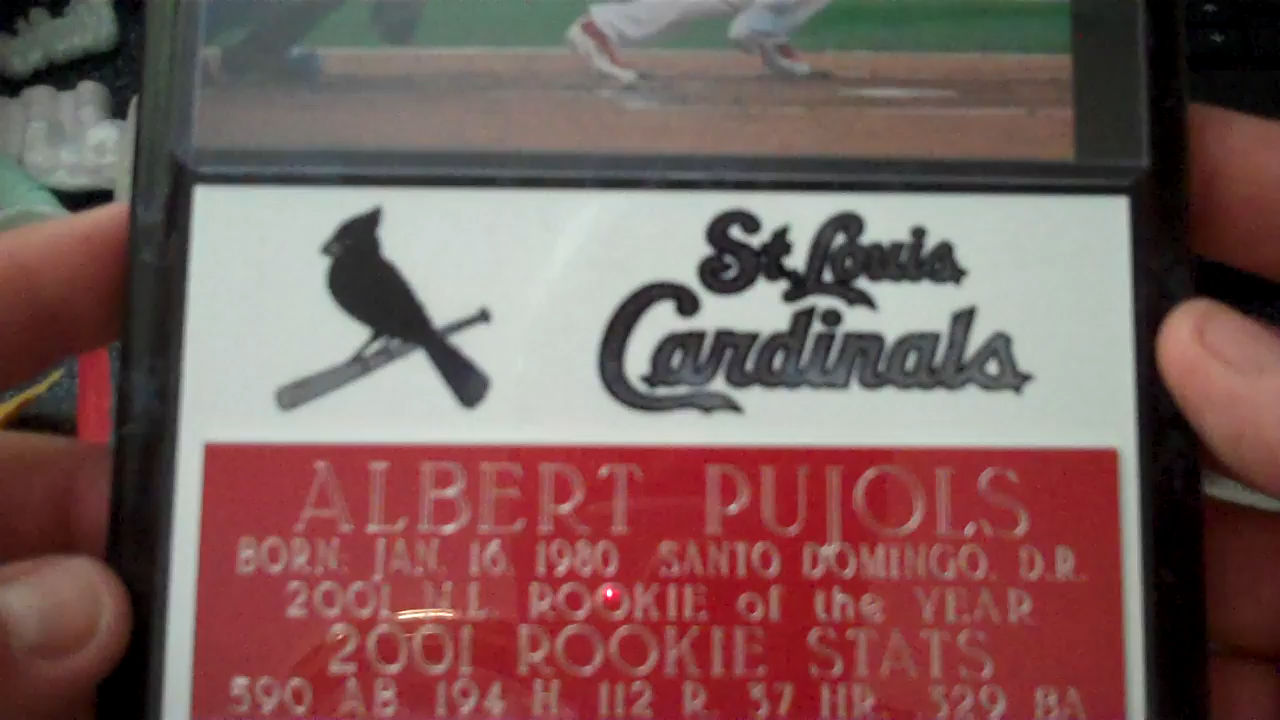 St. Louis
Cardinals
ALBERT PUJOLS
BORN: JAN. 16, 1980 SANTO DOMINGO, D.R.
2001 N.L. ROOKIE of the YEAR
2001 ROOKIE STATS
590 AB, 194 H, 112 R, 37 HR, .329 BA